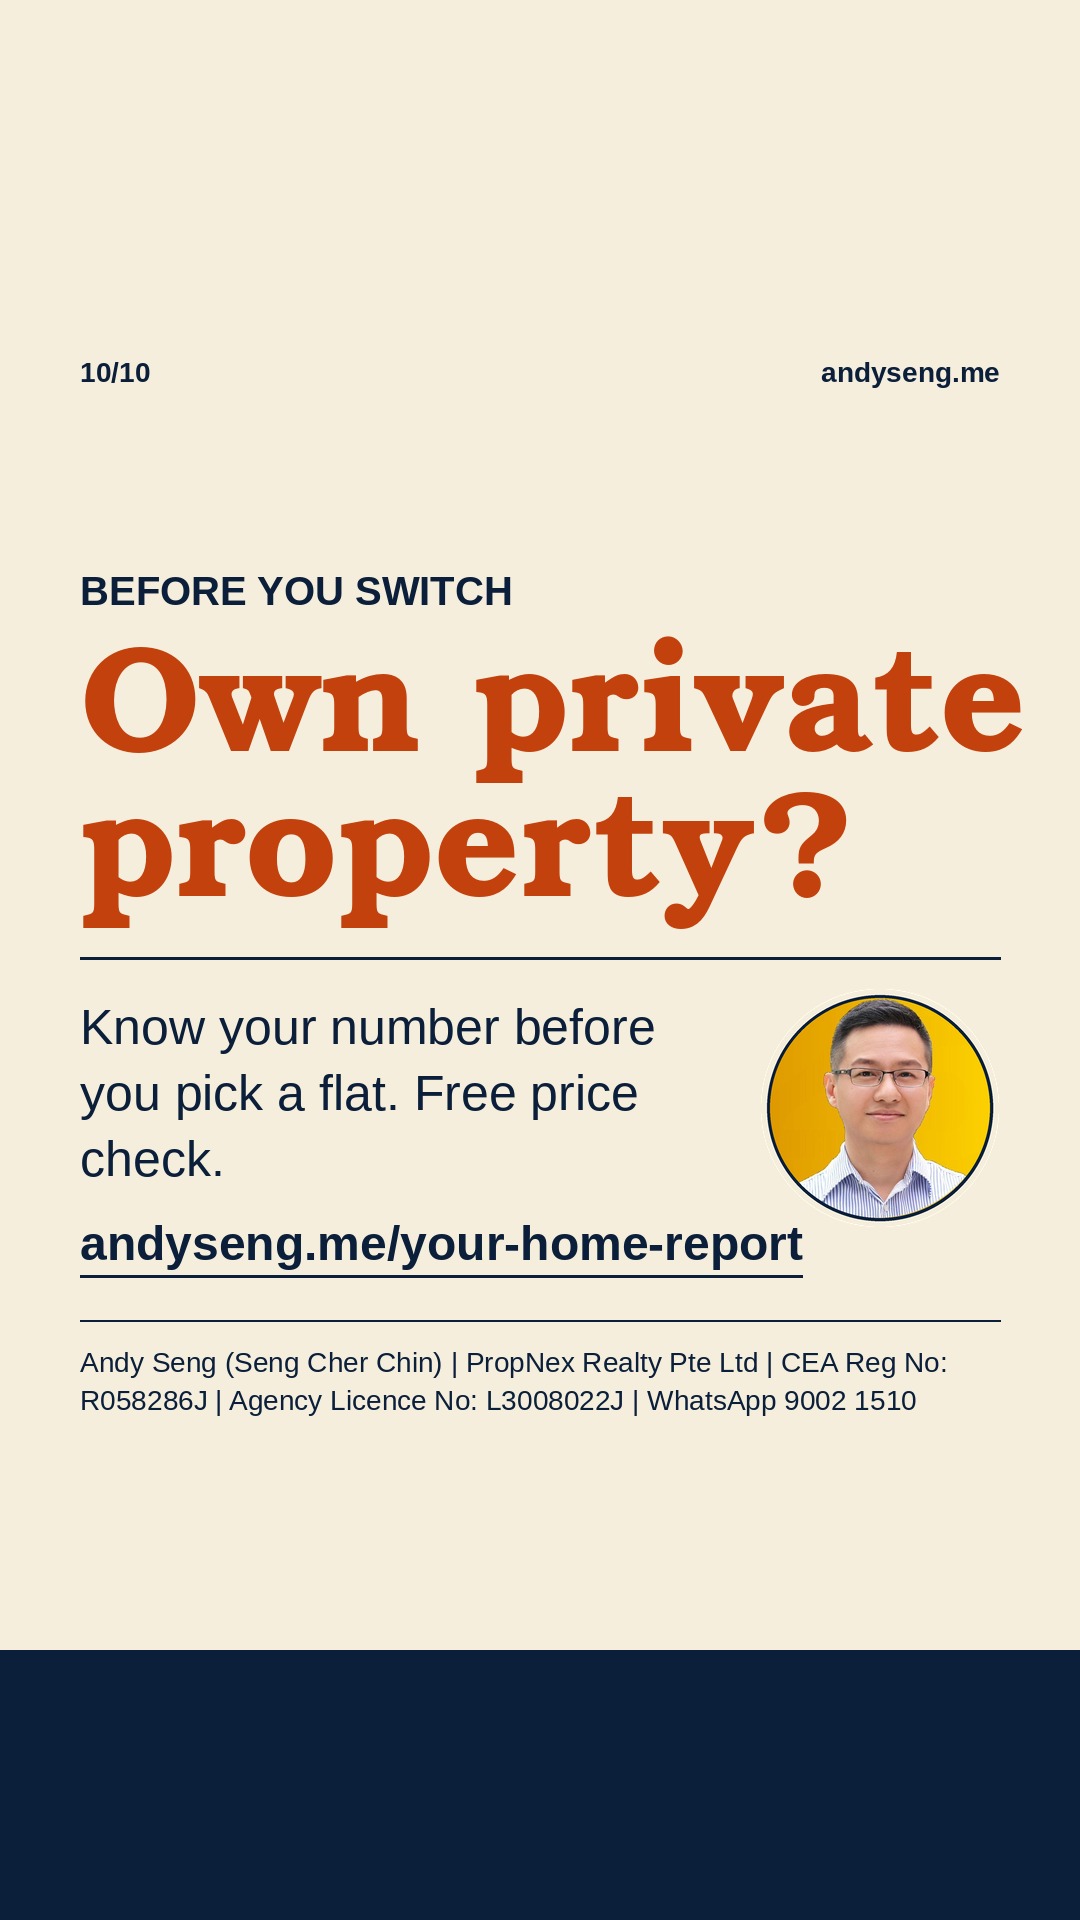 10/10
andyseng.me
BEFORE YOU SWITCH
Own private
property?
Know your number before
you pick a flat. Free price
check.
andyseng.me/your-home-report
Andy Seng (Seng Cher Chin) | PropNex Realty Pte Ltd | CEA Reg No:
R058286J | Agency Licence No: L3008022J | WhatsApp 9002 1510